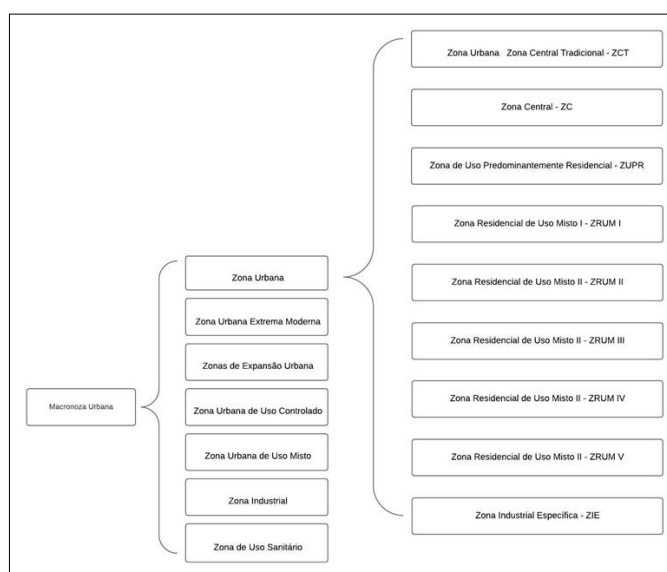 Macronoza Urbana
Zona Urbana
Zona Urbana Extrema Moderna
Zonas de Expansão Urbana
Zona Urbana de Uso Controlado
Zona Urbana de Uso Misto
Zona Industrial
Zona de Uso Sanitário
Zona Urbana Zona Central Tradicional - ZCT
Zona Central - ZC
Zona de Uso Predominantemente Residencial - ZUPR
Zona Residencial de Uso Misto I - ZRUM I
Zona Residencial de Uso Misto II - ZRUM II
Zona Residencial de Uso Misto II - ZRUM III
Zona Residencial de Uso Misto II - ZRUM IV
Zona Residencial de Uso Misto II - ZRUM V
Zona Industrial Específica - ZIE